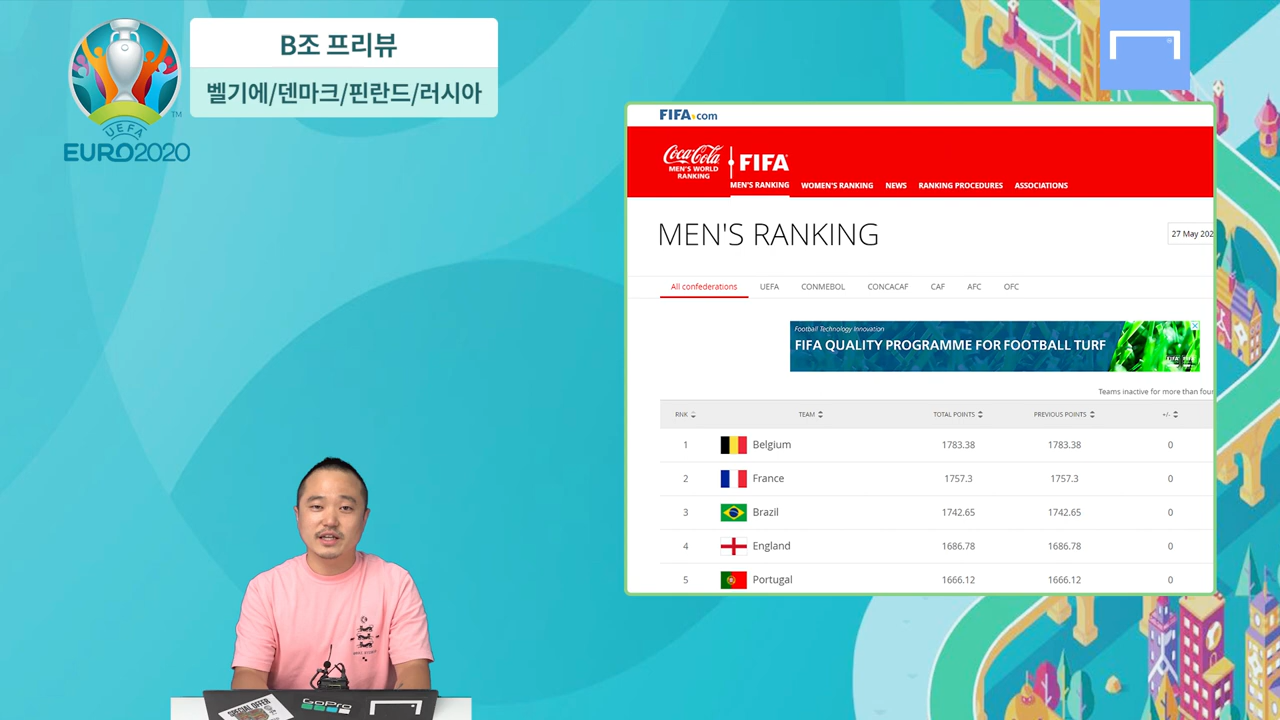 B조 프리뷰
벨기에/덴마크/핀란드/러시아
TM
UEFA
EURO2020
FIFA.com
Coca-Cola
MEN'S WORLD
RANKING
FIFA
MEN'S RANKING WOMEN'S RANKING NEWS RANKING PROCEDURES ASSOCIATIONS
MEN'S RANKING
27 May 202
All confederations UEFA CONMEBOL CONCACAF CAF AFC OFC
Football Technology Innovation
FIFA QUALITY PROGRAMME FOR FOOTBALL TURF
Teams inactive for more than four
RNK TEAM TOTAL POINTS PREVIOUS POINTS +/-
1 Belgium 1783.38 1783.38 0
2 France 1757.3 1757.3 0
3 Brazil 1742.65 1742.65 0
4 England 1686.78 1686.78 0
5 Portugal 1666.12 1666.12 0
SPECIAL OFFER
GoPro